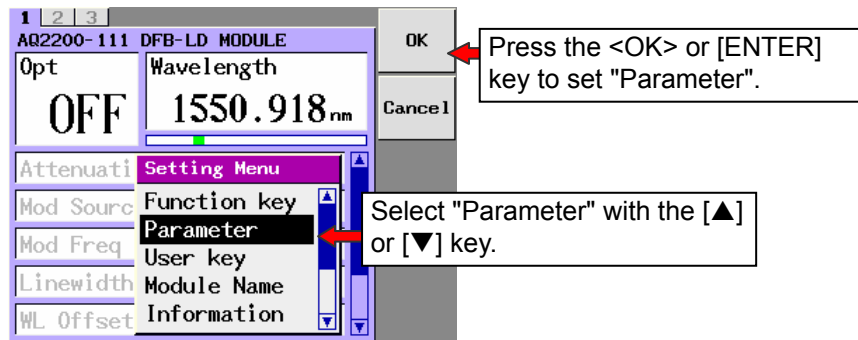 1 2 3
AQ2200-111 DFB-LD MODULE
Opt
OFF
Wavelength
1550.918nm
OK
Cancel
Press the <OK> or [ENTER]
key to set "Parameter".
Attenuati
Mod Sourc
Mod Freq
Linewidth
WL Offset
Setting Menu
Function key
Parameter
User key
Module Name
Information
Select "Parameter" with the [▲]
or [▼] key.